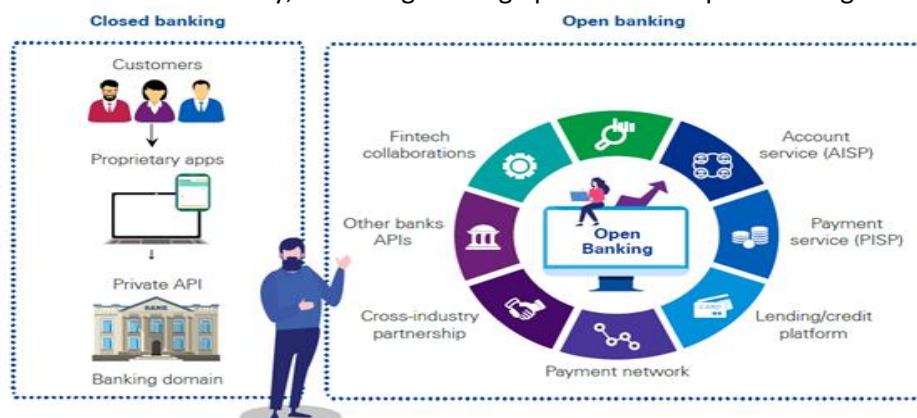 Closed banking
Open banking
Customers
Proprietary apps
Private API
BANK
Banking domain
Fintech
collaborations
Account
service (AISP)
Other banks
APIs
Open
Banking
Payment
service (PISP)
Cross-industry
partnership
Lending/credit
platform
Payment network